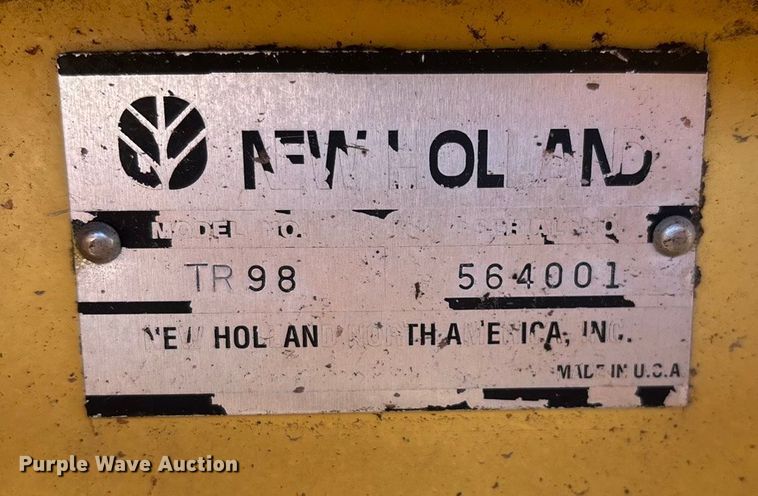 NEW HOLLAND
MODEL NO. SERIAL NO.
TR98 564001
NEW HOLLAND NORTH AMERICA, INC.
MADE IN U.S.A
Purple Wave Auction